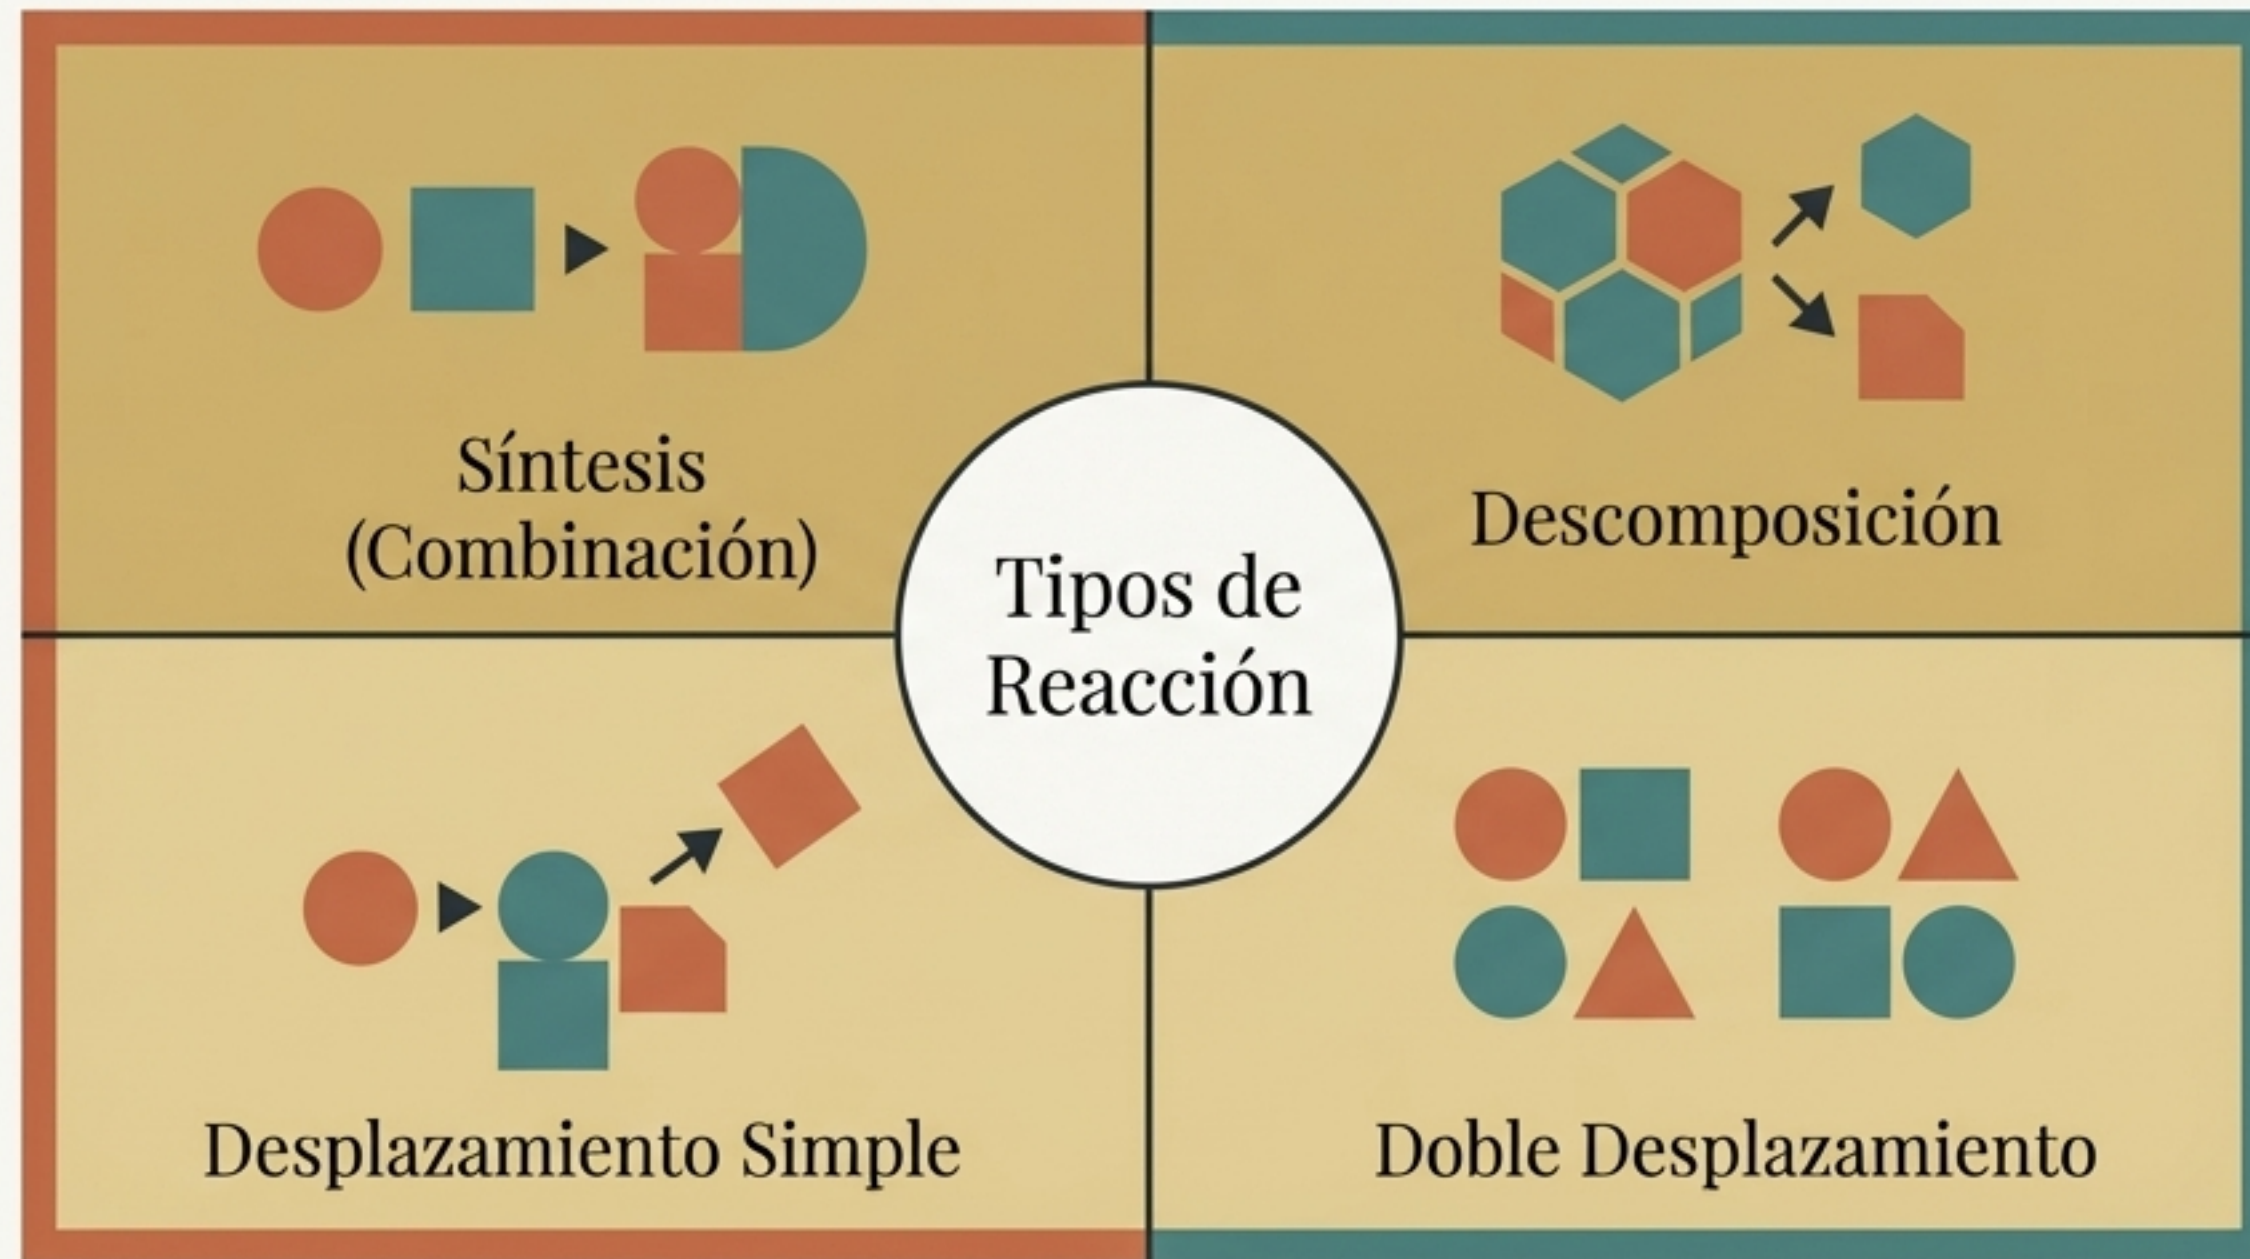 Síntesis
(Combinación)
Descomposición
Tipos de
Reacción
Desplazamiento Simple
Doble Desplazamiento